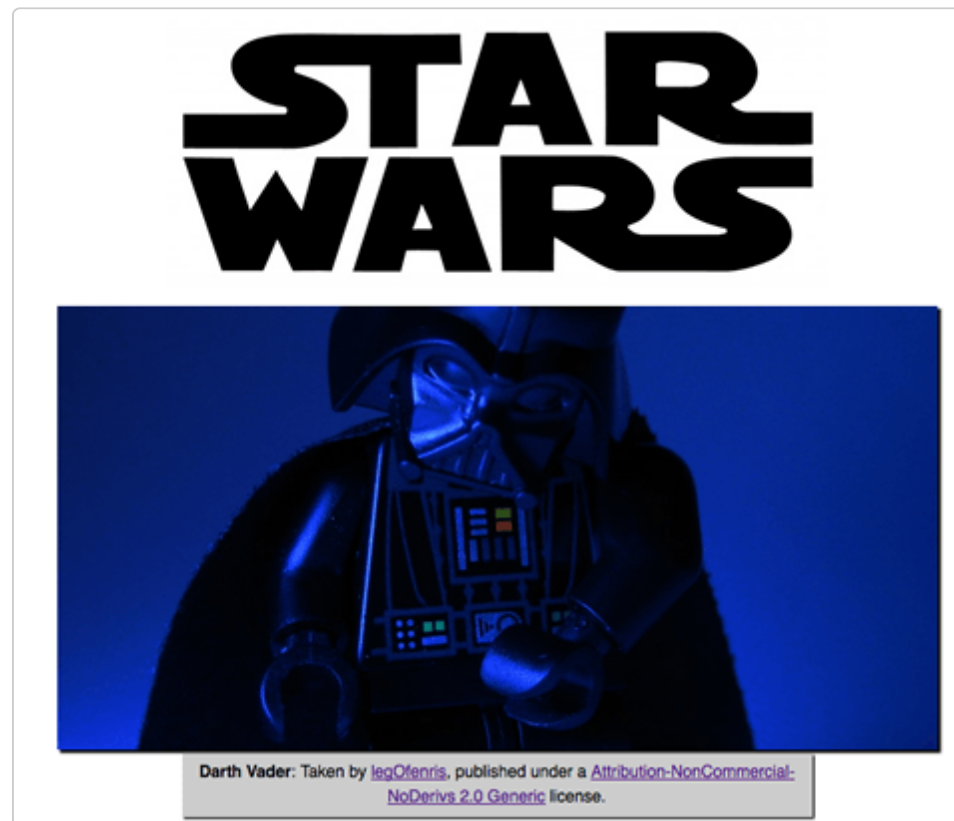 STAR
WARS
Darth Vader: Taken by legOfenris, published under a Attribution-NonCommercial-
NoDerivs 2.0 Generic license.